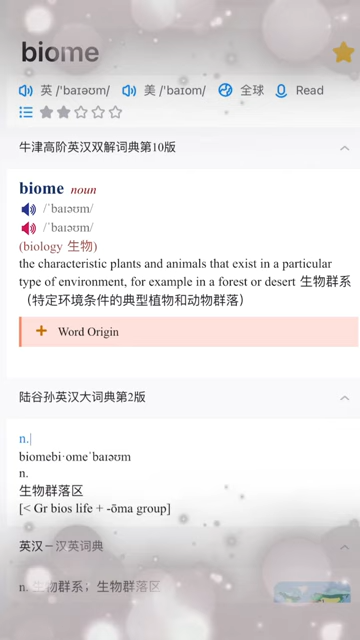 biome
英 /'baɪəʊm/ 美 /'baɪom/ 全球 Read
牛津高阶英汉双解词典第10版
biome noun
/ˈbaɪəʊm/
/ˈbaɪoʊm/
(biology 生物)
the characteristic plants and animals that exist in a particular
type of environment, for example in a forest or desert 生物群系
（特定环境条件的典型植物和动物群落）
+ Word Origin
陆谷孙英汉大词典第2版
n.|
biomebi·omeˈbaɪəʊm
n.
生物群落区
[< Gr bios life + -ōma group]
英汉－汉英词典
n. 生物群系；生物群落区